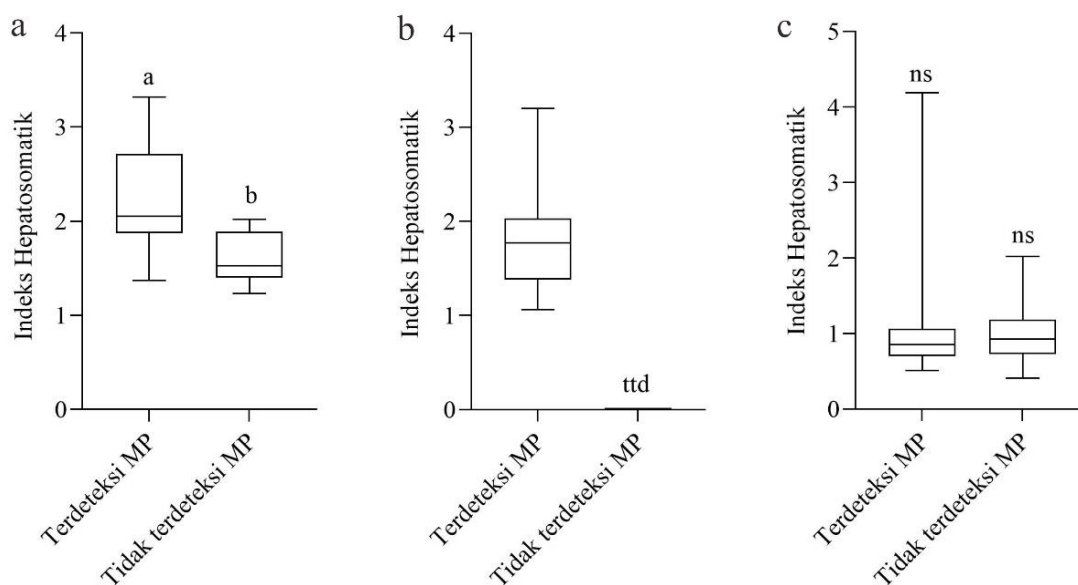 a
4
3
2
1
0
Indeks Hepatosomatik
a
b
Terdeteksi MP
Tidak terdeteksi MP
b
4
3
2
1
0
Indeks Hepatosomatik
ttd
Terdeteksi MP
Tidak terdeteksi MP
c
5
4
3
2
1
0
Indeks Hepatosomatik
ns
ns
Terdeteksi MP
Tidak terdeteksi MP